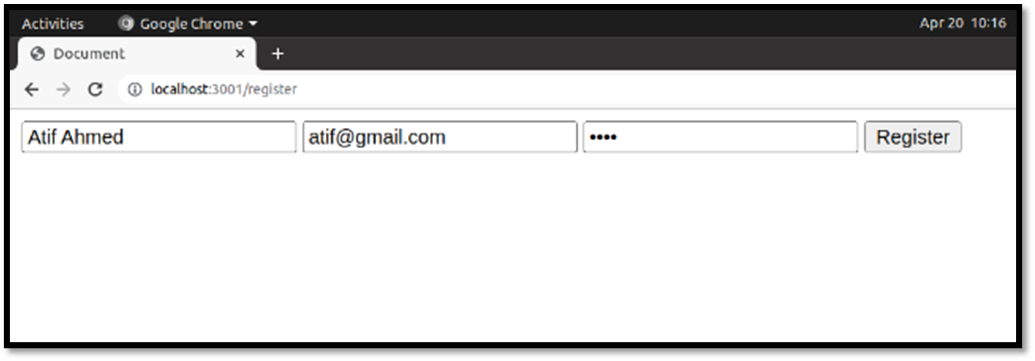 Activities Google Chrome Apr 20 10:16
Document × +
localhost:3001/register
Atif Ahmed atif@gmail.com •••• Register